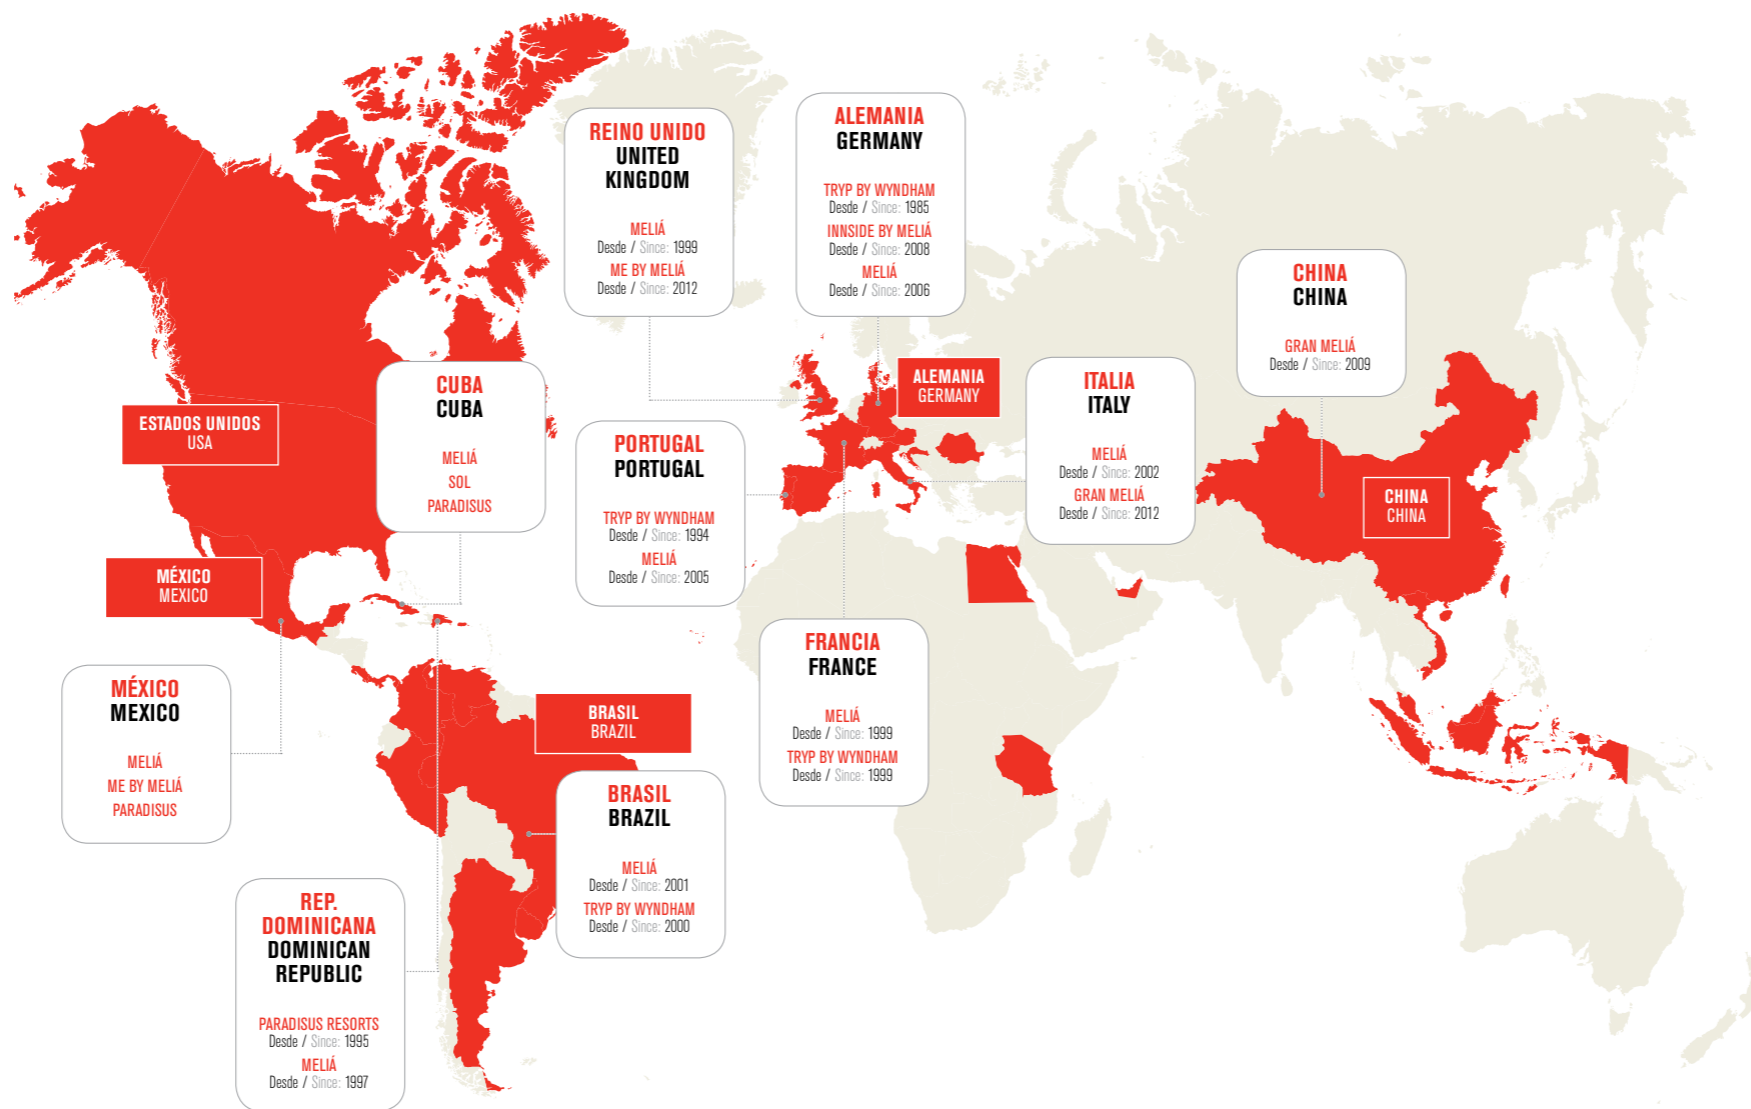 REINO UNIDO
UNITED
KINGDOM
MELIÁ
Desde / Since: 1999
ME BY MELIÁ
Desde / Since: 2012
ALEMANIA
GERMANY
TRYP BY WYNDHAM
Desde / Since: 1985
INNSIDE BY MELIÁ
Desde / Since: 2008
MELIÁ
Desde / Since: 2006
CHINA
CHINA
GRAN MELIÁ
Desde / Since: 2009
ESTADOS UNIDOS
USA
CUBA
CUBA
MELIÁ
SOL
PARADISUS
ALEMANIA
GERMANY
ITALIA
ITALY
MELIÁ
Desde / Since: 2002
GRAN MELIÁ
Desde / Since: 2012
PORTUGAL
PORTUGAL
TRYP BY WYNDHAM
Desde / Since: 1994
MELIÁ
Desde / Since: 2005
CHINA
CHINA
MÉXICO
MEXICO
MÉXICO
MEXICO
MELIÁ
ME BY MELIÁ
PARADISUS
BRASIL
BRAZIL
FRANCIA
FRANCE
MELIÁ
Desde / Since: 1999
TRYP BY WYNDHAM
Desde / Since: 1999
BRASIL
BRAZIL
MELIÁ
Desde / Since: 2001
TRYP BY WYNDHAM
Desde / Since: 2000
REP.
DOMINICANA
DOMINICAN
REPUBLIC
PARADISUS RESORTS
Desde / Since: 1995
MELIÁ
Desde / Since: 1997